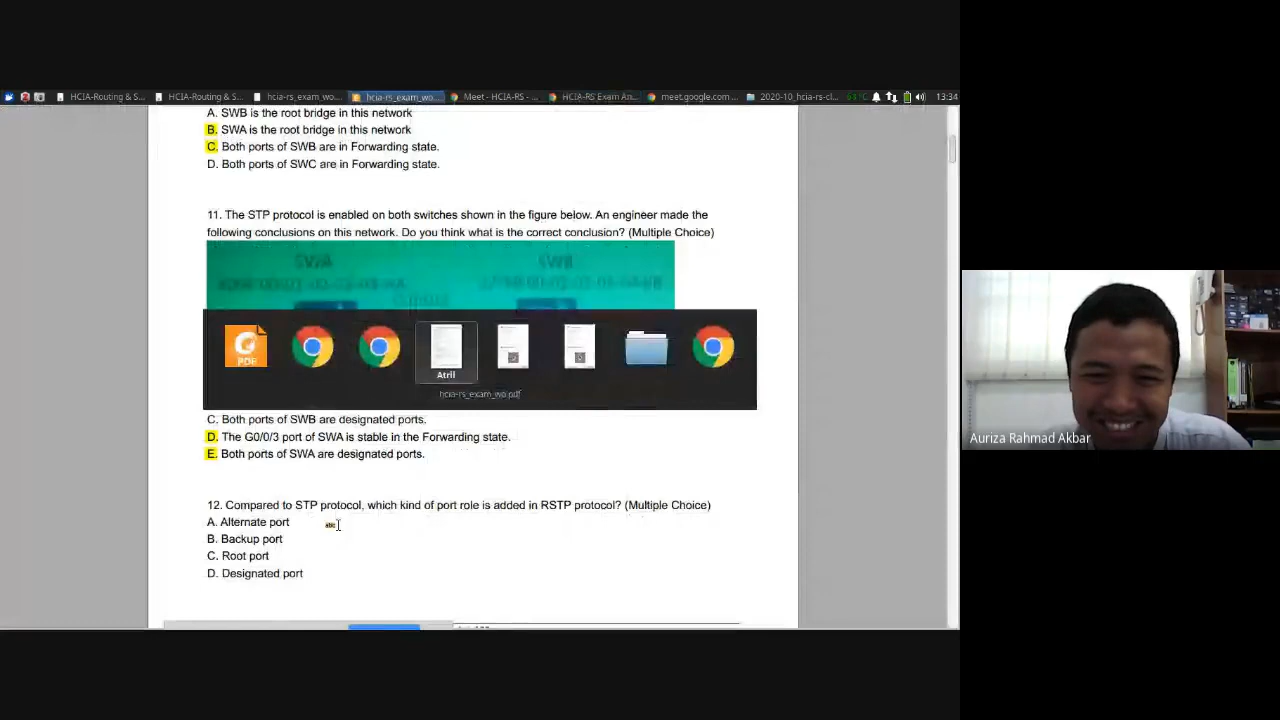 HCIA-Routing & S... HCIA-Routing & S... hcia-rs_exam_wo... hcia-rs_exam_wo... Meet - HCIA-RS - ... HCIA-RS Exam An... meet.google.com ... 2020-10_hcia-rs-cl... 13:34
A. SWB is the root bridge in this network
B. SWA is the root bridge in this network
C. Both ports of SWB are in Forwarding state.
D. Both ports of SWC are in Forwarding state.
11. The STP protocol is enabled on both switches shown in the figure below. An engineer made the
following conclusions on this network. Do you think what is the correct conclusion? (Multiple Choice)
SWA SWB
PDF
Atril
hcia-rs_exam_wo.pdf
C. Both ports of SWB are designated ports.
D. The G0/0/3 port of SWA is stable in the Forwarding state.
E. Both ports of SWA are designated ports.
Auriza Rahmad Akbar
12. Compared to STP protocol, which kind of port role is added in RSTP protocol? (Multiple Choice)
A. Alternate port
abc
B. Backup port
C. Root port
D. Designated port